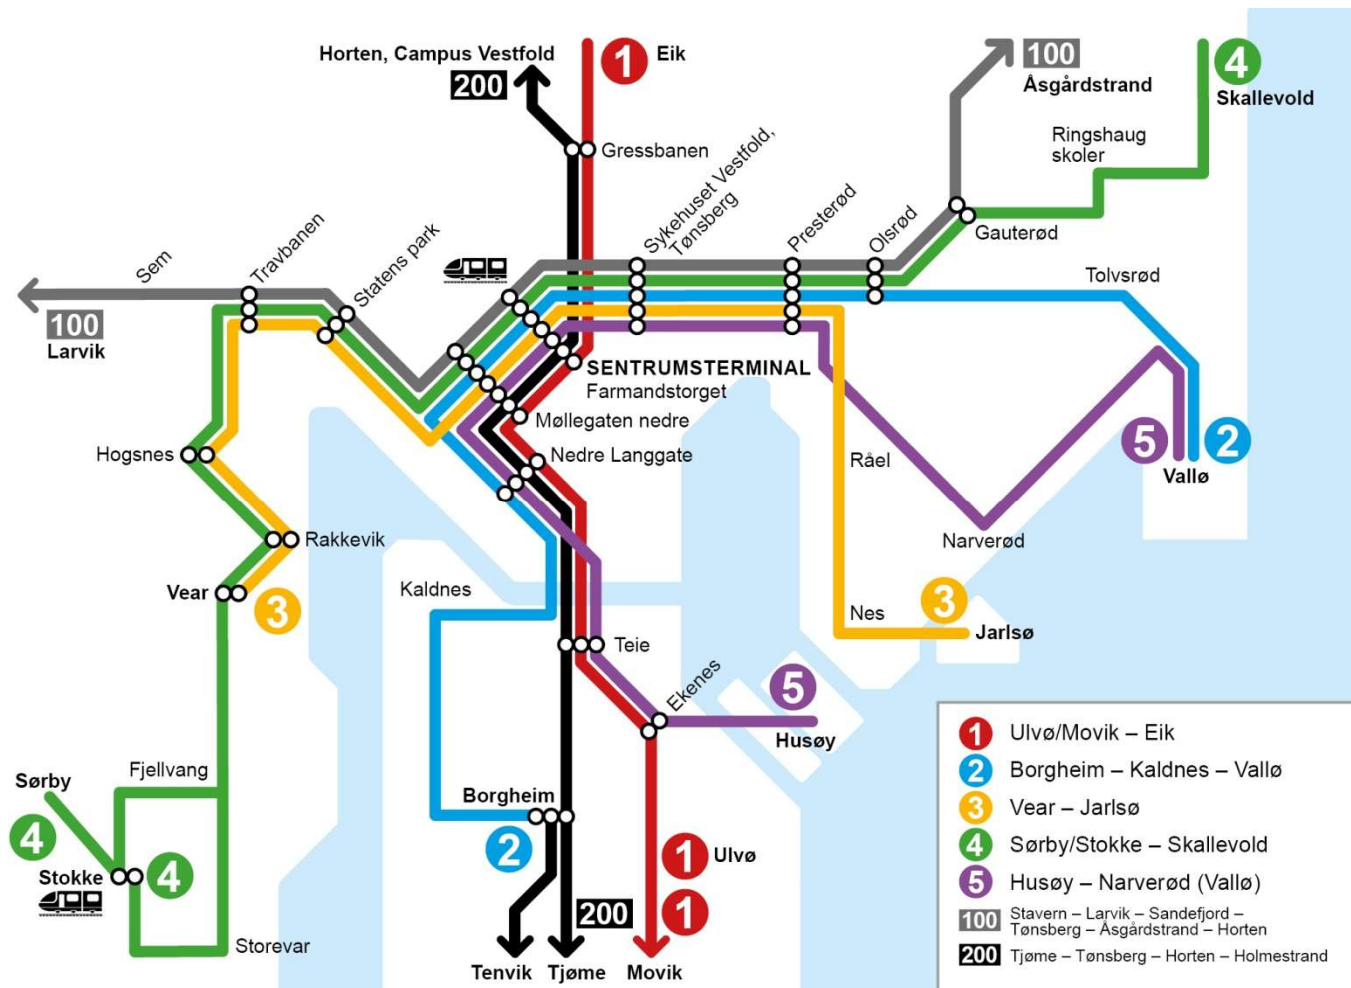 Horten, Campus Vestfold
200
1 Eik
100
Åsgårdstrand
4
Skallevold
Ringshaug
skoler
Gressbanen
Sykehuset Vestfold,
Tønsberg
Presterød
Olsrød
Gauterød
Sem
Travbanen
Statens park
Tolvsrød
100
Larvik
SENTRUMSTERMINAL
Farmandstorget
Møllegaten nedre
Nedre Langgate
Hogsnes
Råel
5 2
Vallø
Rakkevik
Narverød
Vear
3
Kaldnes
Nes
3
Jarlsø
Teie
Ekenes
5
Husøy
Fjellvang
Sørby
4
Stokke
4
Storevar
Borgheim
2
1 Ulvø
200
1
Tenvik
Tjøme
Movik
1 Ulvø/Movik – Eik
2 Borgheim – Kaldnes – Vallø
3 Vear – Jarlsø
4 Sørby/Stokke – Skallevold
5 Husøy – Narverød (Vallø)
100 Stavern – Larvik – Sandefjord –
Tønsberg – Åsgårdstrand – Horten
200 Tjøme – Tønsberg – Horten – Holmestrand